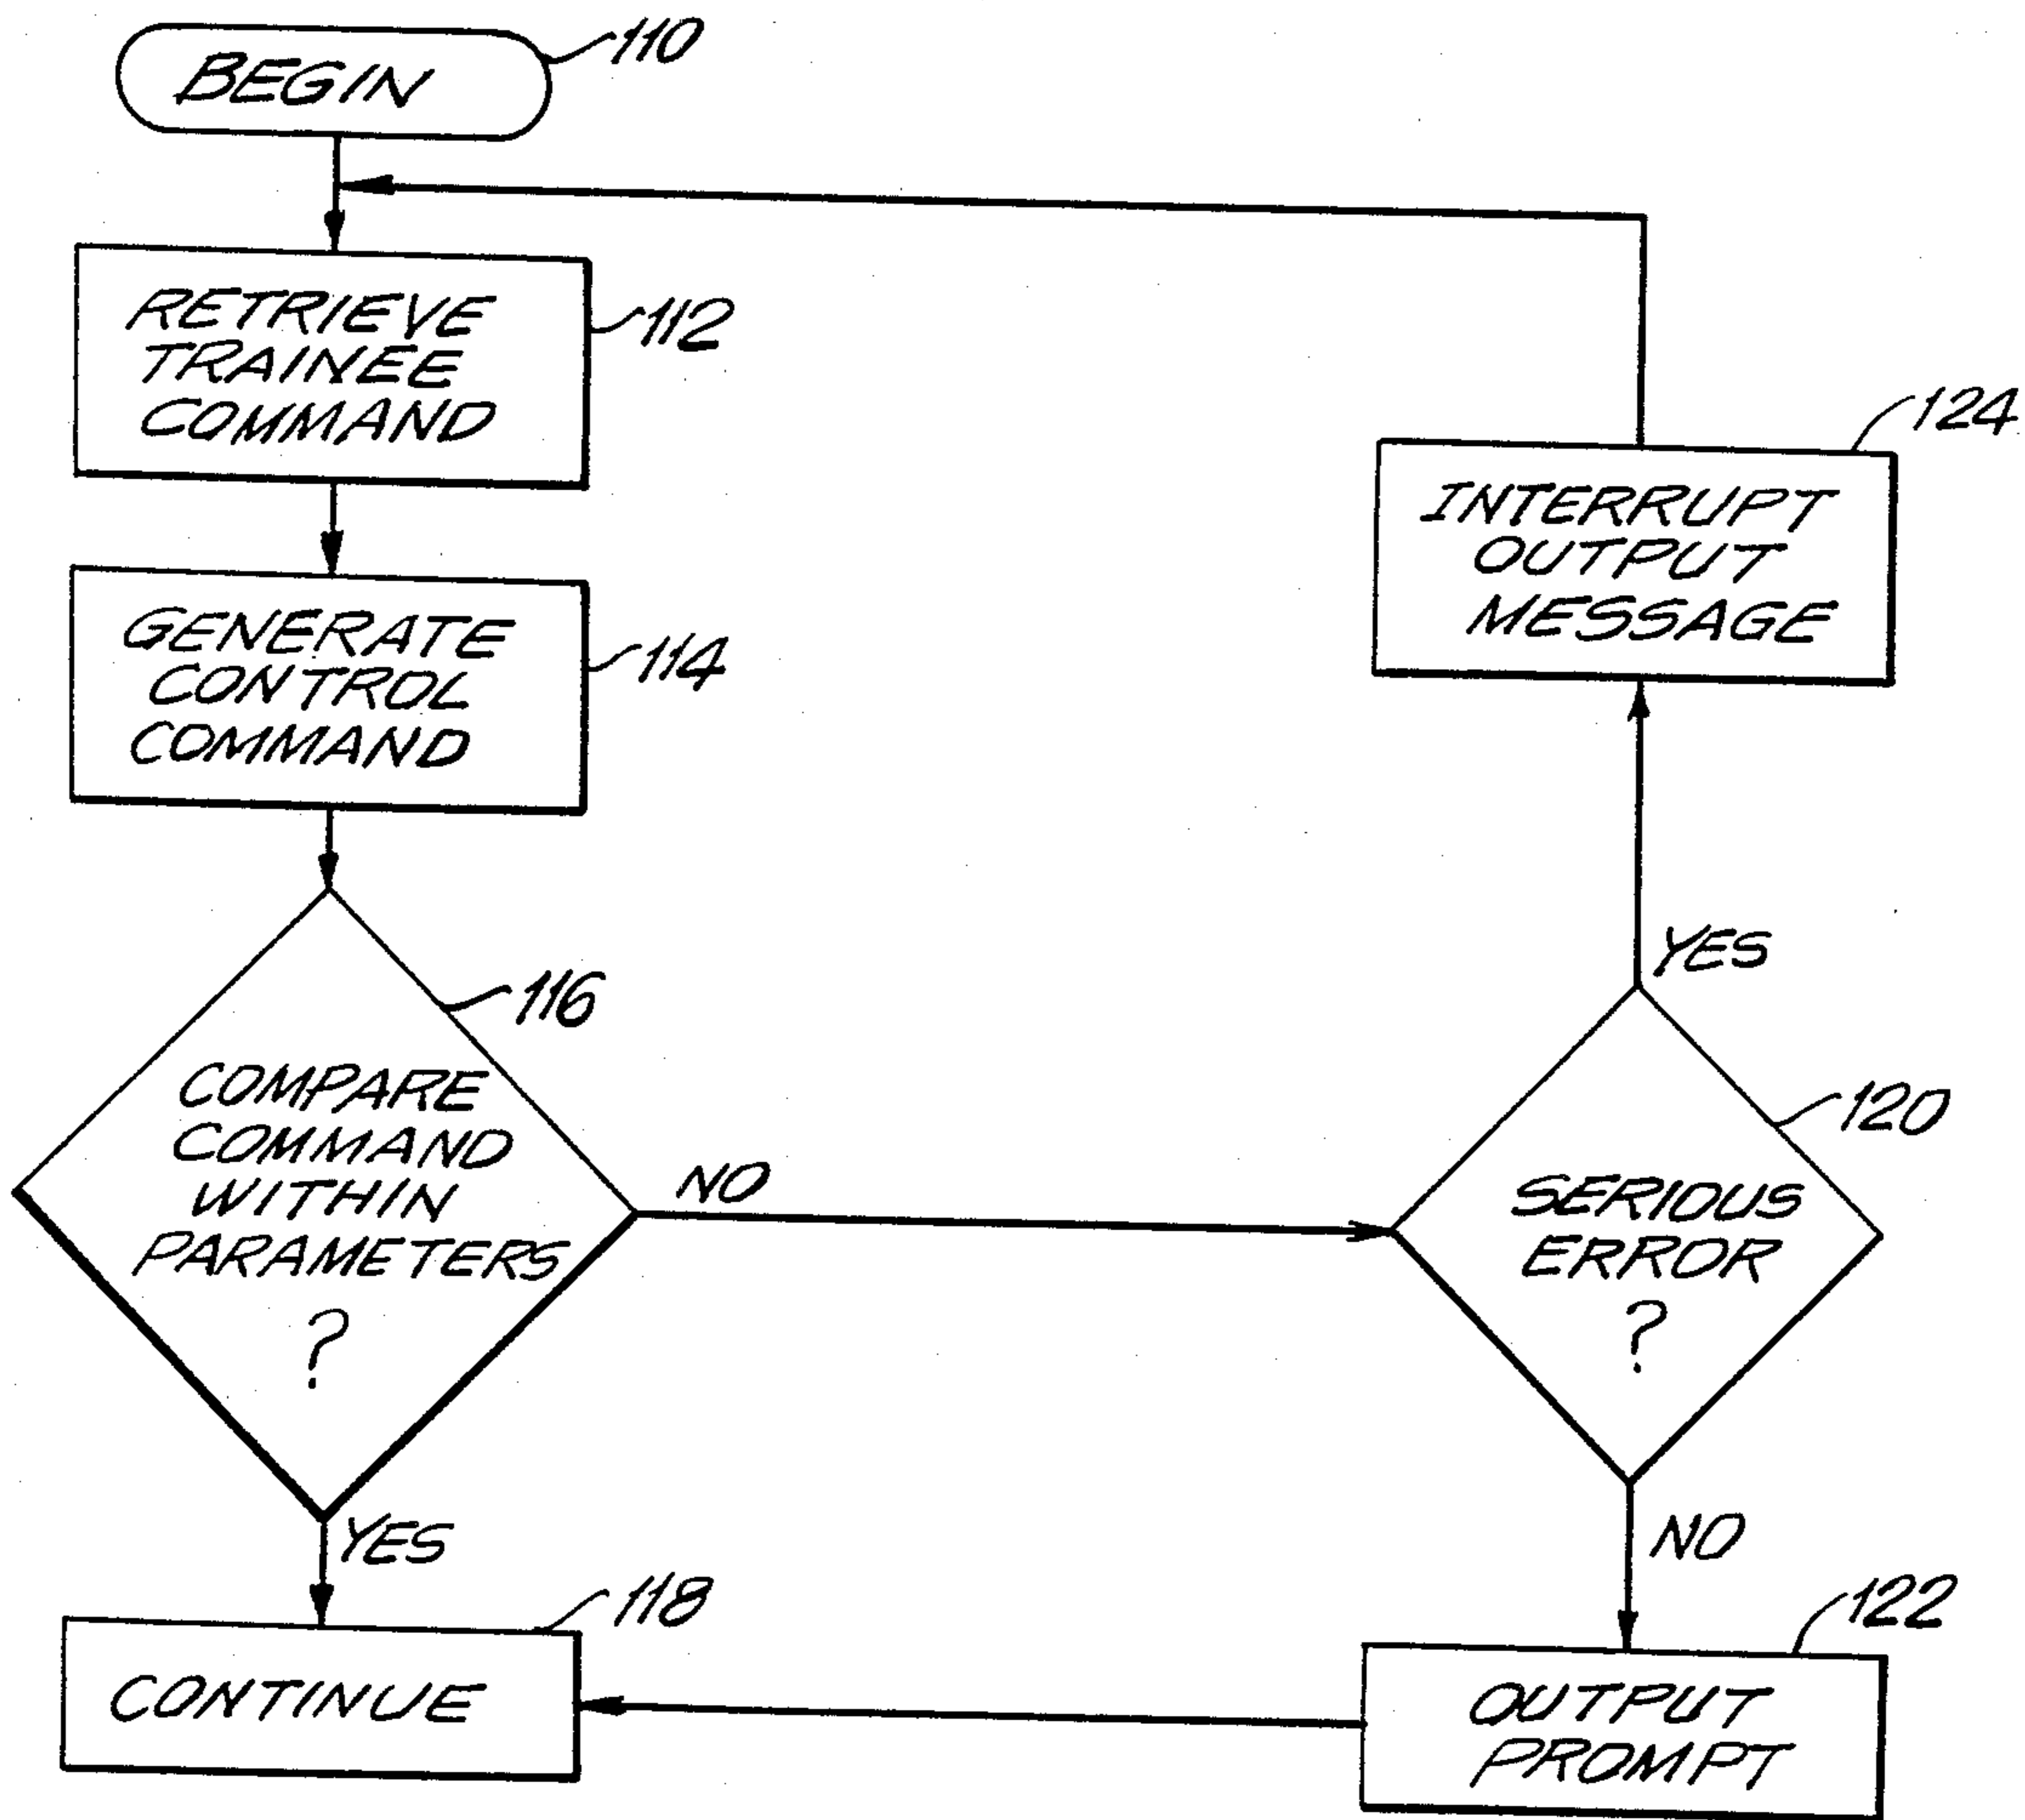 BEGIN
110
RETRIEVE
TRAINEE
COMMAND
112
GENERATE
CONTROL
COMMAND
114
COMPARE
COMMAND
WITHIN
PARAMETERS
?
116
NO
YES
CONTINUE
118
INTERRUPT
OUTPUT
MESSAGE
124
YES
SERIOUS
ERROR
?
120
NO
OUTPUT
PROMPT
122